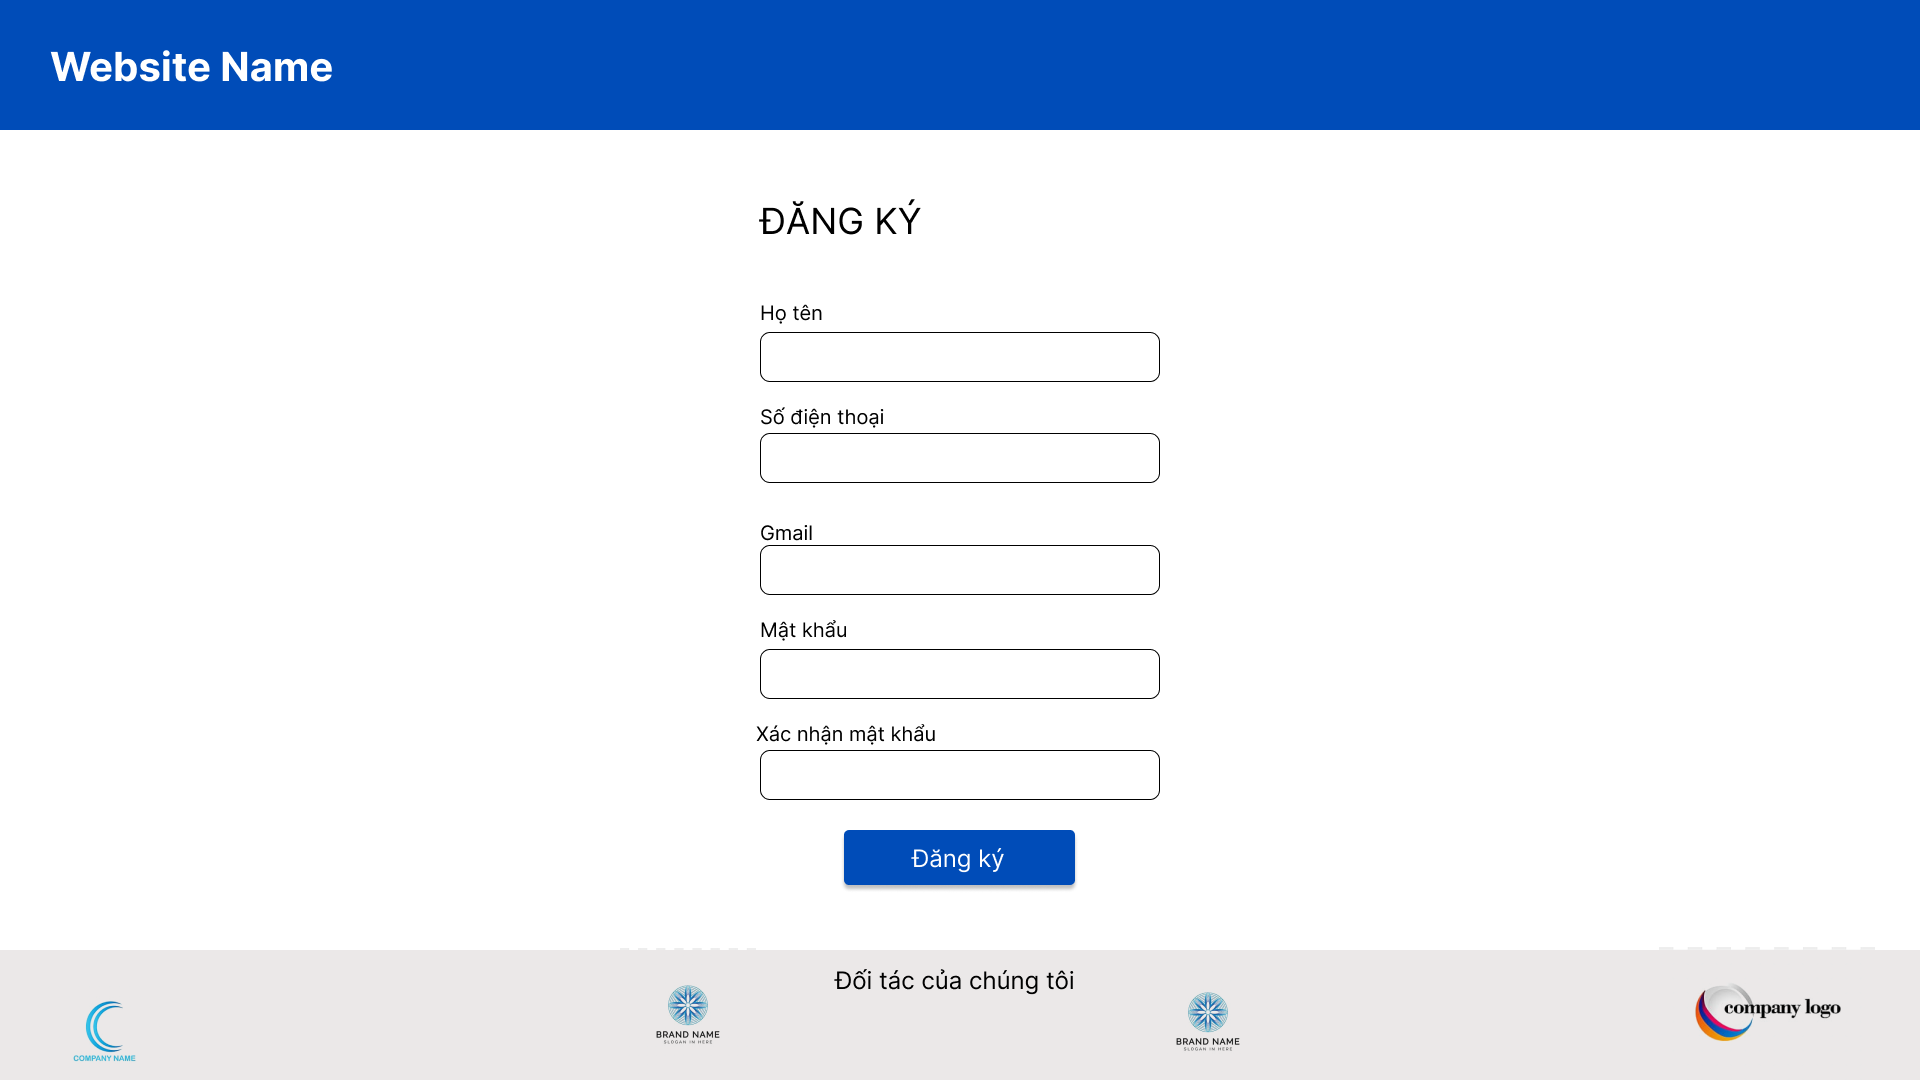 Website Name
ĐĂNG KÝ
Họ tên
Số điện thoại
Gmail
Mật khẩu
Xác nhận mật khẩu
Đăng ký
Đối tác của chúng tôi
COMPANY NAME
BRAND NAME
SLOGAN IN HERE
BRAND NAME
SLOGAN IN HERE
company logo